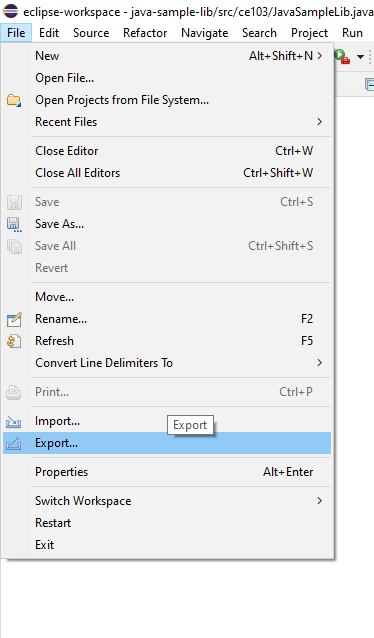 eclipse-workspace - java-sample-lib/src/ce103/JavaSampleLib.java
File Edit Source Refactor Navigate Search Project Run
New Alt+Shift+N >
Open File...
Open Projects from File System...
Recent Files >
Close Editor Ctrl+W
Close All Editors Ctrl+Shift+W
Save Ctrl+S
Save As...
Save All Ctrl+Shift+S
Revert
Move...
Rename... F2
Refresh F5
Convert Line Delimiters To >
Print... Ctrl+P
Import...
Export
Export...
Properties Alt+Enter
Switch Workspace >
Restart
Exit